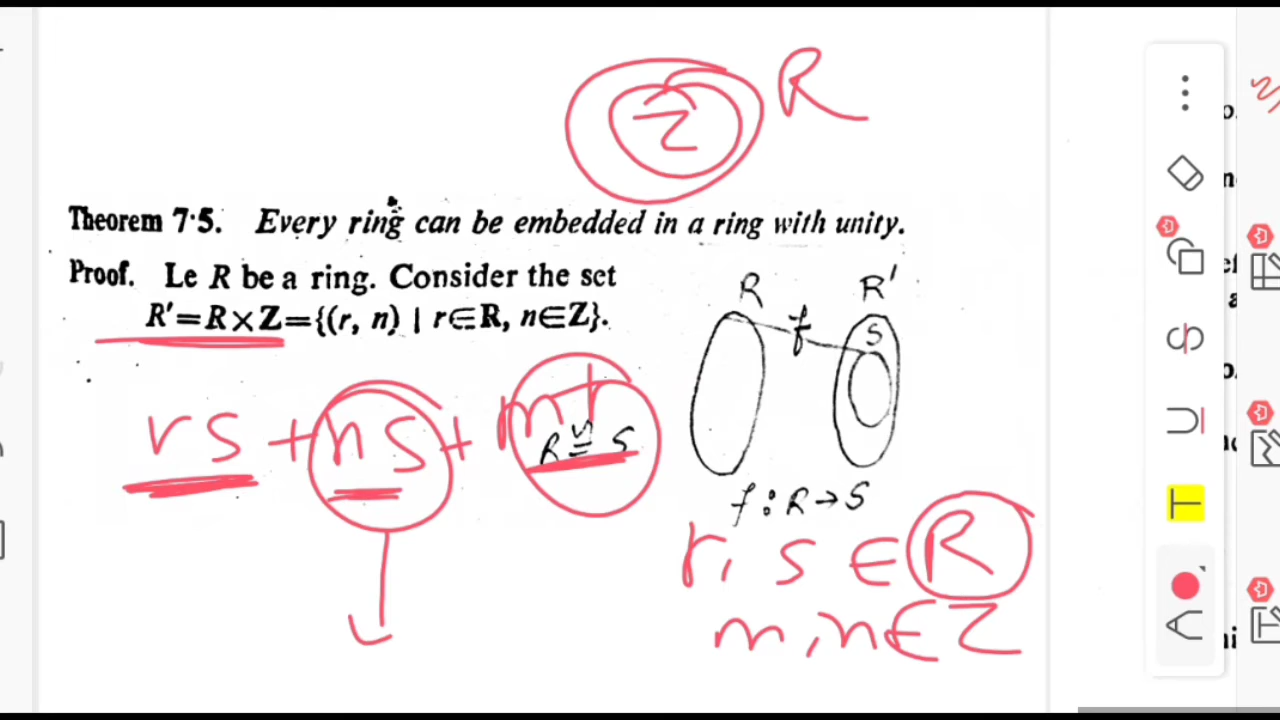 Z R
Theorem 7·5. Every ring can be embedded in a ring with unity.
Proof. Le R be a ring. Consider the set
R'=R×Z={(r, n) | r∈R, n∈Z}.
R R'
f S
rs + ns + m
R ≅ S
f : R → S
r, s ∈ R
m, n ∈ Z